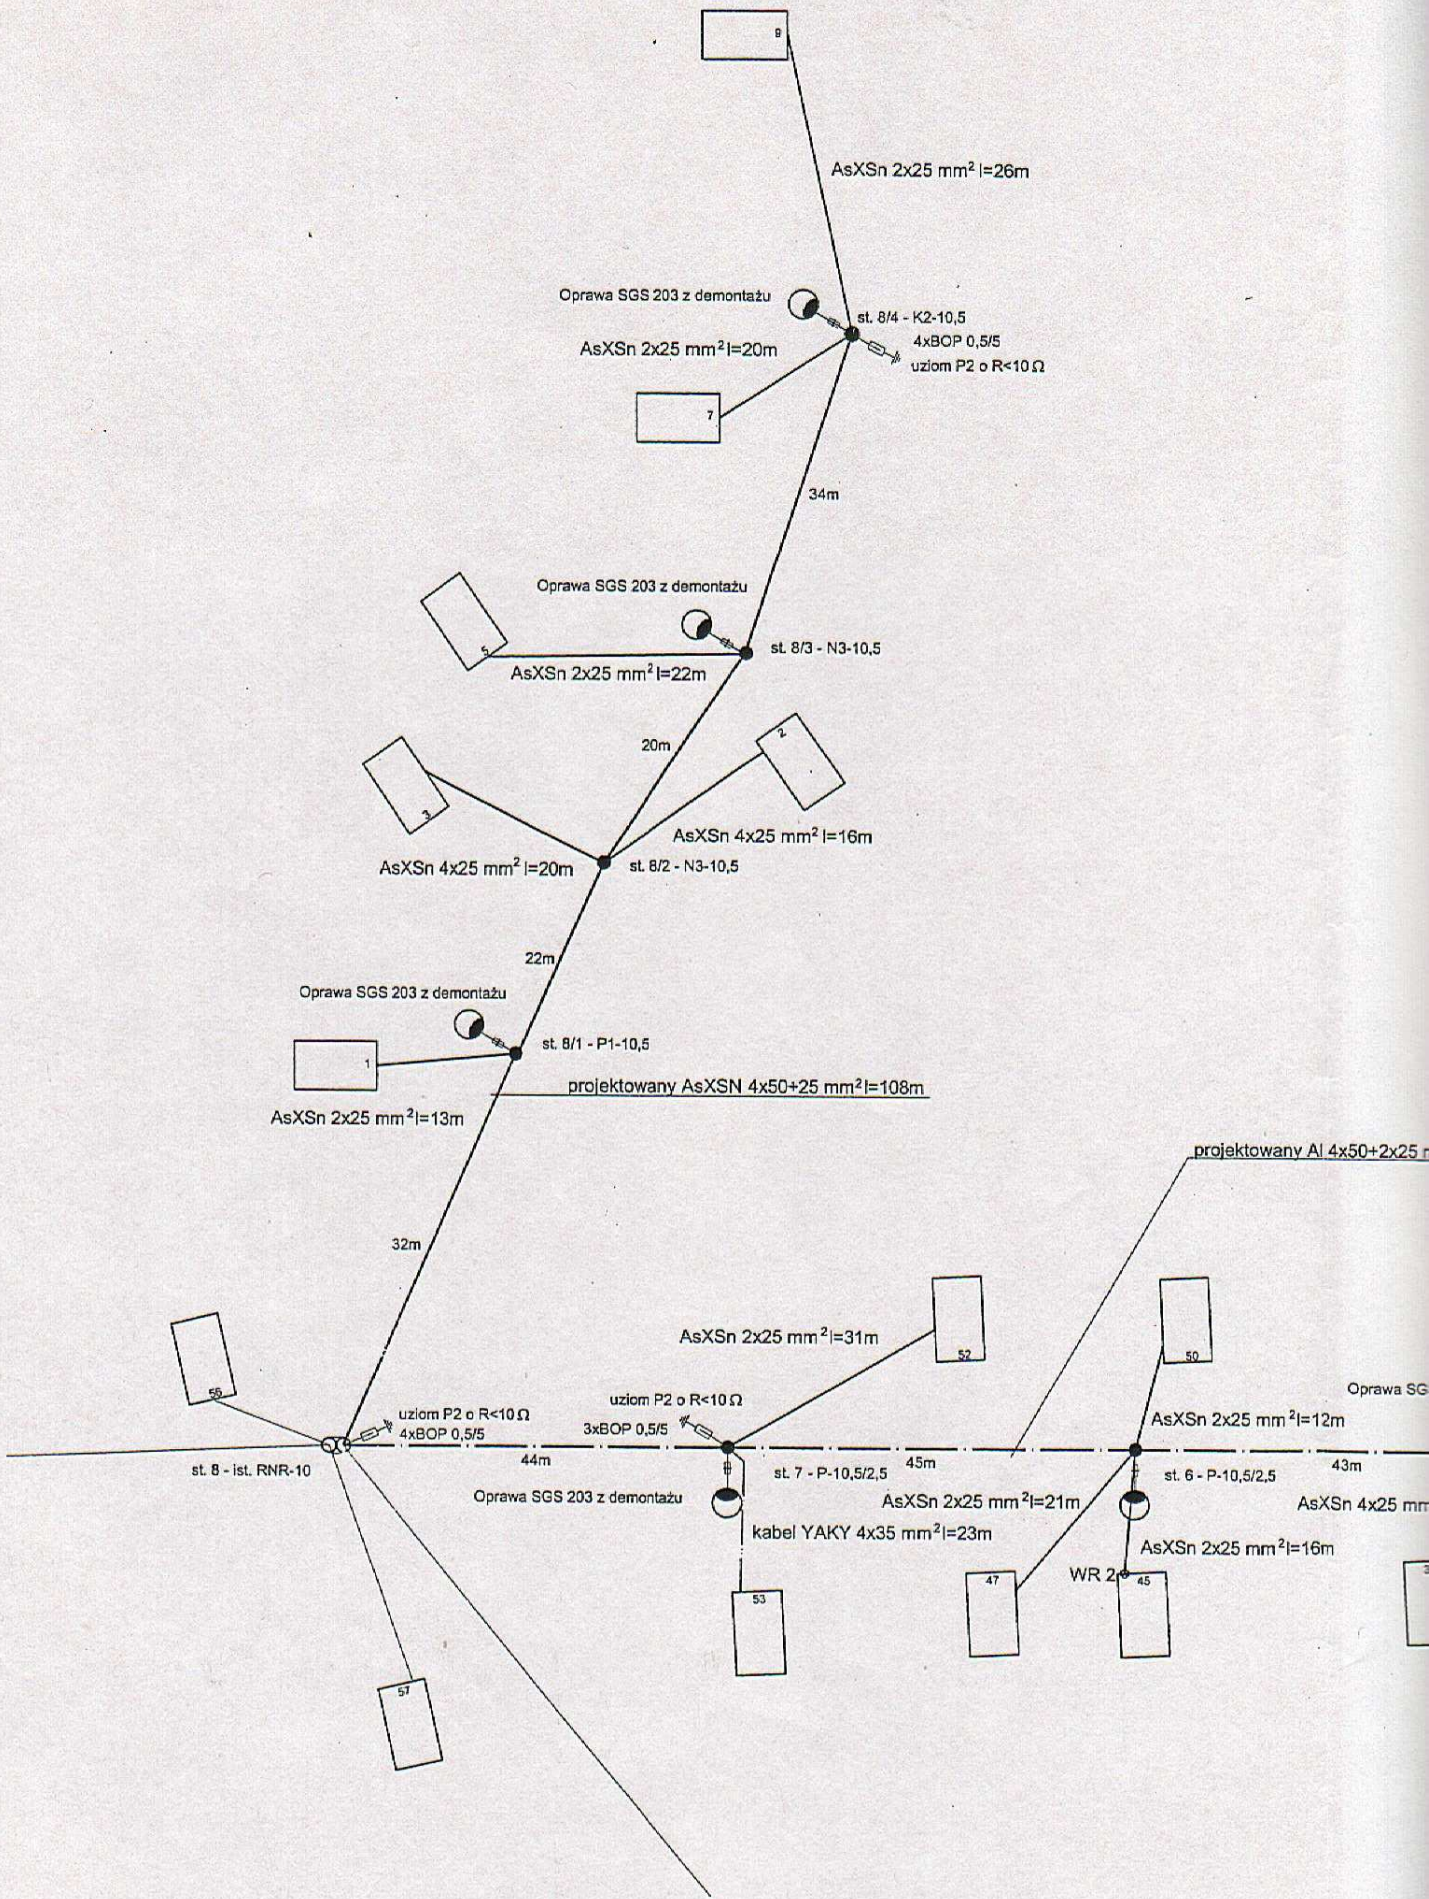 9
AsXSn 2x25 mm² l=26m
Oprawa SGS 203 z demontażu
st. 8/4 - K2-10,5
4xBOP 0,5/5
uziom P2 o R<10 Ω
AsXSn 2x25 mm² l=20m
7
34m
Oprawa SGS 203 z demontażu
st. 8/3 - N3-10,5
5
AsXSn 2x25 mm² l=22m
20m
2
3
AsXSn 4x25 mm² l=16m
AsXSn 4x25 mm² l=20m
st. 8/2 - N3-10,5
22m
Oprawa SGS 203 z demontażu
st. 8/1 - P1-10,5
1
projektowany AsXSN 4x50+25 mm² l=108m
AsXSn 2x25 mm² l=13m
projektowany Al 4x50+2x25
32m
AsXSn 2x25 mm² l=31m
52
50
55
Oprawa SG
uziom P2 o R<10 Ω
4xBOP 0,5/5
uziom P2 o R<10 Ω
3xBOP 0,5/5
AsXSn 2x25 mm² l=12m
st. 8 - ist. RNR-10
44m
st. 7 - P-10,5/2,5
45m
st. 6 - P-10,5/2,5
43m
Oprawa SGS 203 z demontażu
AsXSn 2x25 mm² l=21m
AsXSn 4x25 mm
kabel YAKY 4x35 mm² l=23m
AsXSn 2x25 mm² l=16m
WR 2
47
45
53
57